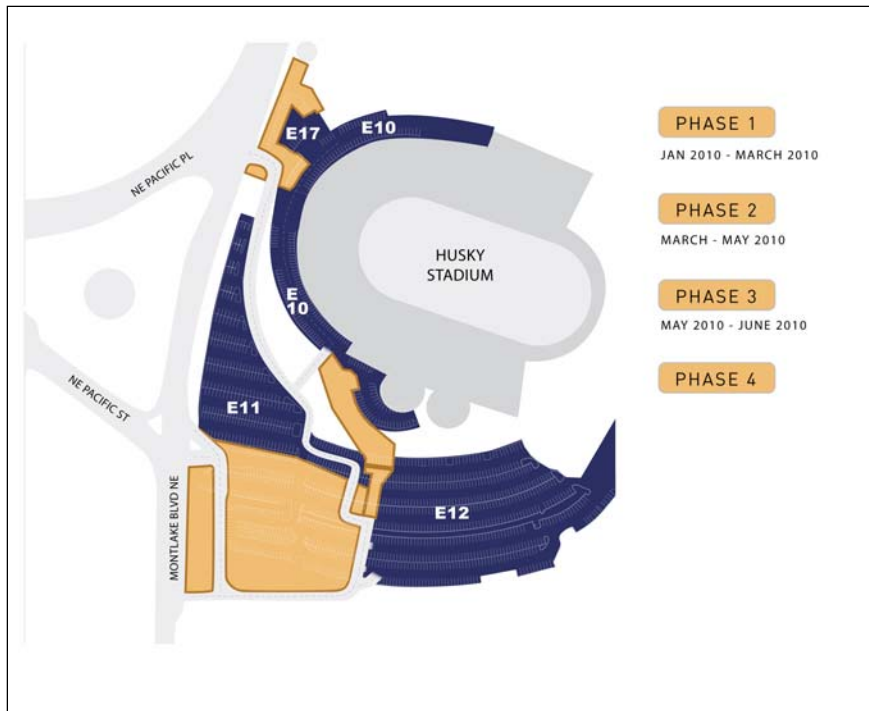 E17
E10
NE PACIFIC PL
HUSKY
STADIUM
E
10
E11
NE PACIFIC ST
E12
MONTLAKE BLVD NE
PHASE 1
JAN 2010 - MARCH 2010
PHASE 2
MARCH - MAY 2010
PHASE 3
MAY 2010 - JUNE 2010
PHASE 4